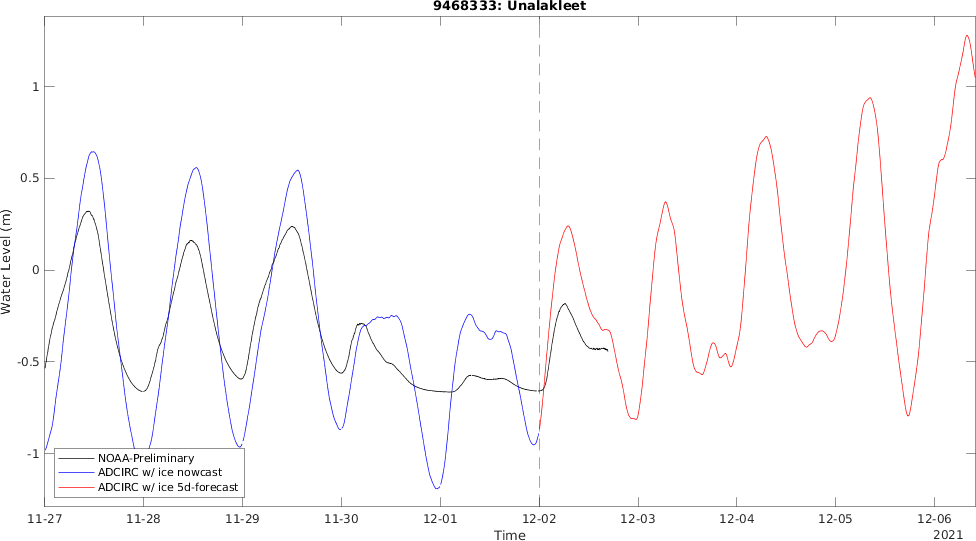 9468333: Unalakleet
Water Level (m)
1
0.5
0
-0.5
-1
NOAA-Preliminary
ADCIRC w/ ice nowcast
ADCIRC w/ ice 5d-forecast
11-27 11-28 11-29 11-30 12-01 12-02 12-03 12-04 12-05 12-06
Time
2021